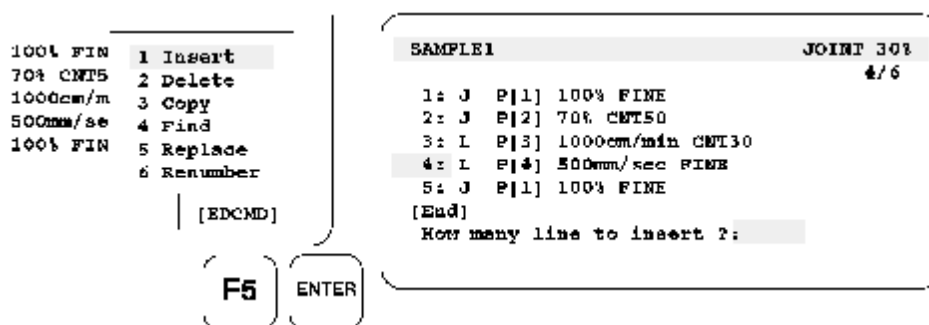 100% FIN
70% CNT5
1000cm/m
500mm/se
100% FIN
1 Insert
2 Delete
3 Copy
4 Find
5 Replace
6 Renumber
[EDCMD]
F5
ENTER
SAMPLE1 JOINT 30%
4/6
1: J P[1] 100% FINE
2: J P[2] 70% CNT50
3: L P[3] 1000cm/min CNT30
4: L P[4] 500mm/sec FINE
5: J P[1] 100% FINE
[End]
How many line to insert ?: